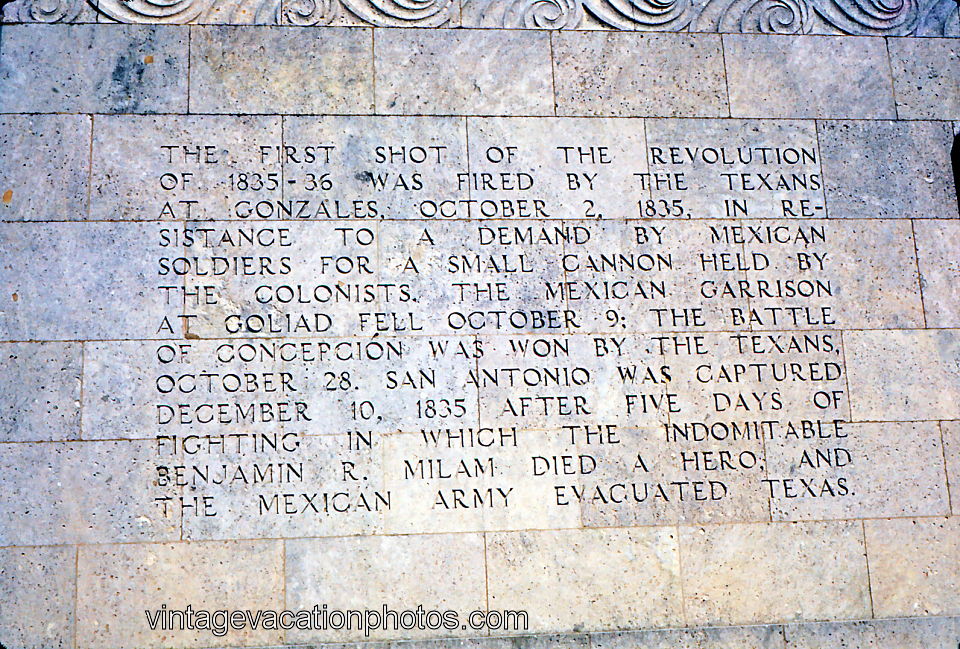 THE FIRST SHOT OF THE REVOLUTION
OF 1835-36 WAS FIRED BY THE TEXANS
AT GONZALES, OCTOBER 2, 1835, IN RE-
SISTANCE TO A DEMAND BY MEXICAN
SOLDIERS FOR A SMALL CANNON HELD BY
THE COLONISTS. THE MEXICAN GARRISON
AT GOLIAD FELL OCTOBER 9; THE BATTLE
OF CONCEPCIÓN WAS WON BY THE TEXANS,
OCTOBER 28. SAN ANTONIO WAS CAPTURED
DECEMBER 10, 1835 AFTER FIVE DAYS OF
FIGHTING IN WHICH THE INDOMITABLE
BENJAMIN R. MILAM DIED A HERO, AND
THE MEXICAN ARMY EVACUATED TEXAS.
vintagevacationphotos.com